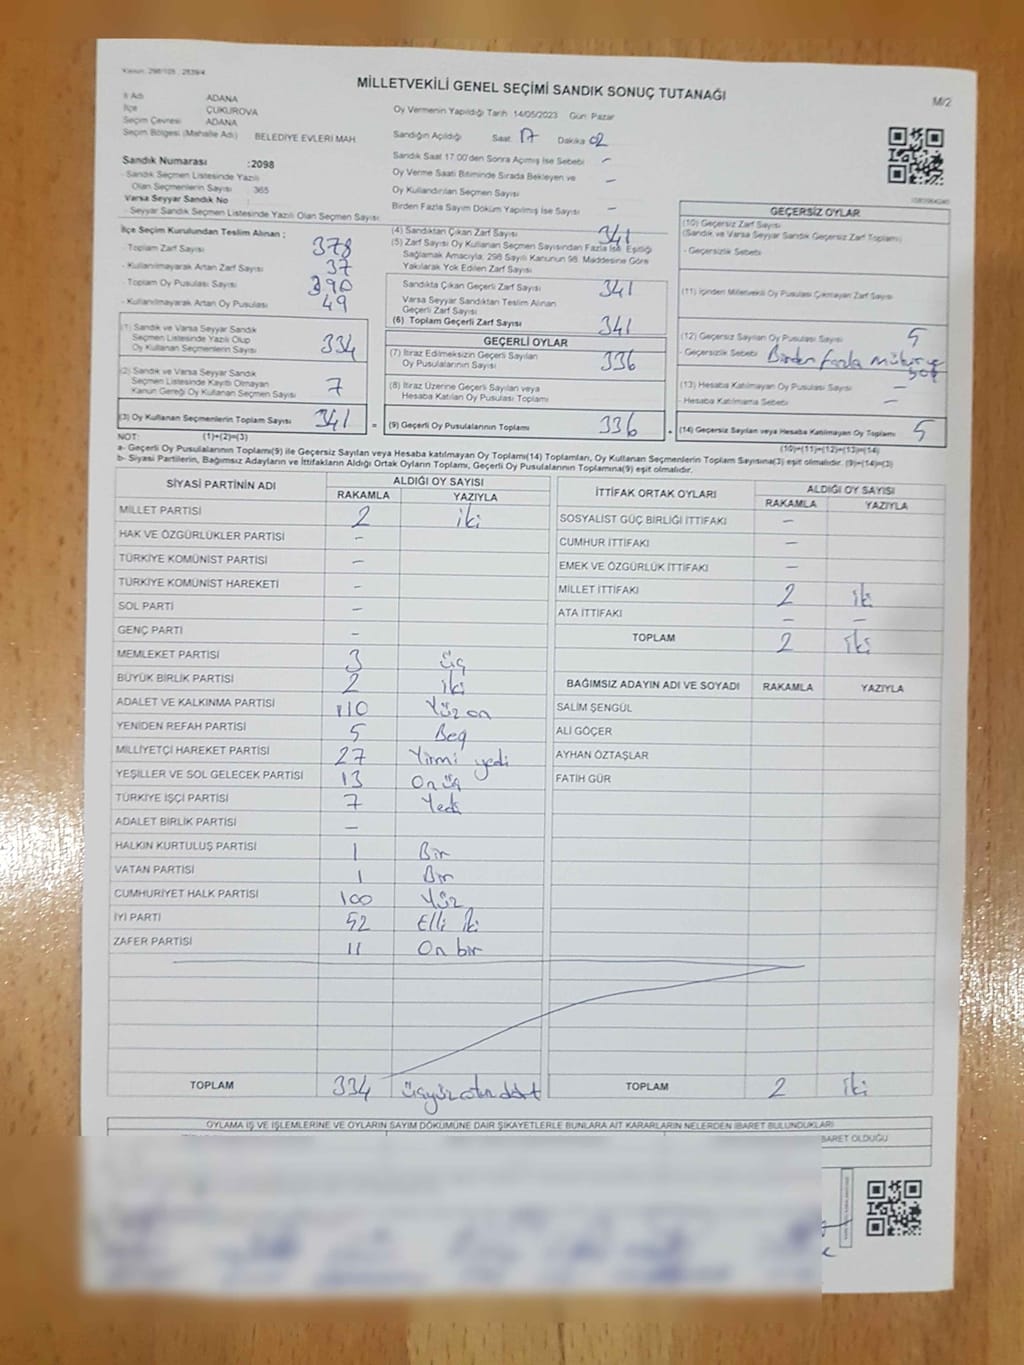 Kanun: 298/105 , 2839/4
MİLLETVEKİLİ GENEL SEÇİMİ SANDIK SONUÇ TUTANAĞI
M/2
İl Adı ADANA
İlçe ÇUKUROVA
Seçim Çevresi ADANA
Seçim Bölgesi (Mahalle Adı) BELEDİYE EVLERİ MAH
Oy Vermenin Yapıldığı Tarih 14/05/2023 Gün: Pazar
Sandığın Açıldığı Saat 17 Dakika 02
Sandık Saat 17:00'den Sonra Açılmış İse Sebebi -
Oy Verme Saati Bitiminde Sırada Bekleyen ve
Oy Kullandırılan Seçmen Sayısı -
Birden Fazla Sayım Döküm Yapılmış İse Sayısı -
Sandık Numarası : 2098
- Sandık Seçmen Listesinde Yazılı
Olan Seçmenlerin Sayısı : 365
Varsa Seyyar Sandık No :
- Seyyar Sandık Seçmen Listesinde Yazılı Olan Seçmen Sayısı:
İlçe Seçim Kurulundan Teslim Alınan ;
- Toplam Zarf Sayısı 378
- Kullanılmayarak Artan Zarf Sayısı 37
- Toplam Oy Pusulası Sayısı 390
- Kullanılmayarak Artan Oy Pusulası 49
(1) Sandık ve Varsa Seyyar Sandık
Seçmen Listesinde Yazılı Olup
Oy Kullanan Seçmenlerin Sayısı 334
(2) Sandık ve Varsa Seyyar Sandık
Seçmen Listesinde Kayıtlı Olmayan
Kanun Gereği Oy Kullanan Seçmen Sayısı 7
(3) Oy Kullanan Seçmenlerin Toplam Sayısı 341 =
(4) Sandıktan Çıkan Zarf Sayısı 341
(5) Zarf Sayısı Oy Kullanan Seçmen Sayısından Fazla İse, Eşitliği
Sağlamak Amacıyla, 298 Sayılı Kanunun 98. Maddesine Göre
Yakılarak Yok Edilen Zarf Sayısı
Sandıkta Çıkan Geçerli Zarf Sayısı 341
Varsa Seyyar Sandıktan Teslim Alınan
Geçerli Zarf Sayısı
(6) Toplam Geçerli Zarf Sayısı 341
GEÇERLİ OYLAR
(7) İtiraz Edilmeksizin Geçerli Sayılan
Oy Pusulalarının Sayısı 336
(8) İtiraz Üzerine Geçerli Sayılan veya
Hesaba Katılan Oy Pusulası Toplamı
(9) Geçerli Oy Pusulalarının Toplamı 336
GEÇERSİZ OYLAR
(10) Geçersiz Zarf Sayısı
(Sandık ve Varsa Seyyar Sandık Geçersiz Zarf Toplamı)
- Geçersizlik Sebebi
(11) İçinden Milletvekili Oy Pusulası Çıkmayan Zarf Sayısı
(12) Geçersiz Sayılan Oy Pusulası Sayısı 5
- Geçersizlik Sebebi Birden fazla mühür ve
(13) Hesaba Katılmayan Oy Pusulası Sayısı -
- Hesaba Katılmama Sebebi -
+ (14) Geçersiz Sayılan veya Hesaba Katılmayan Oy Toplamı 5
NOT: (1)+(2)=(3) (10)+(11)+(12)+(13)=(14)
a- Geçerli Oy Pusulalarının Toplamı(9) ile Geçersiz Sayılan veya Hesaba katılmayan Oy Toplamı(14) Toplamları, Oy Kullanan Seçmenlerin Toplam Sayısına(3) eşit olmalıdır. (9)+(14)=(3)
b- Siyasi Partilerin, Bağımsız Adayların ve İttifakların Aldığı Ortak Oyların Toplamı, Geçerli Oy Pusulalarının Toplamına(9) eşit olmalıdır.
SİYASİ PARTİNİN ADI ALDIĞI OY SAYISI
RAKAMLA YAZIYLA
MİLLET PARTİSİ 2 iki
HAK VE ÖZGÜRLÜKLER PARTİSİ -
TÜRKİYE KOMÜNİST PARTİSİ -
TÜRKİYE KOMÜNİST HAREKETİ -
SOL PARTİ -
GENÇ PARTİ -
MEMLEKET PARTİSİ 3 üç
BÜYÜK BİRLİK PARTİSİ 2 iki
ADALET VE KALKINMA PARTİSİ 110 Yüz on
YENİDEN REFAH PARTİSİ 5 Beş
MİLLİYETÇİ HAREKET PARTİSİ 27 Yirmi yedi
YEŞİLLER VE SOL GELECEK PARTİSİ 13 On üç
TÜRKİYE İŞÇİ PARTİSİ 7 Yedi
ADALET BİRLİK PARTİSİ -
HALKIN KURTULUŞ PARTİSİ 1 Bir
VATAN PARTİSİ 1 Bir
CUMHURİYET HALK PARTİSİ 100 Yüz
İYİ PARTİ 52 Elli iki
ZAFER PARTİSİ 11 On bir
TOPLAM 334 üçyüz otuz dört
İTTİFAK ORTAK OYLARI ALDIĞI OY SAYISI
RAKAMLA YAZIYLA
SOSYALİST GÜÇ BİRLİĞİ İTTİFAKI -
CUMHUR İTTİFAKI -
EMEK VE ÖZGÜRLÜK İTTİFAKI -
MİLLET İTTİFAKI 2 iki
ATA İTTİFAKI - -
TOPLAM 2 iki
BAĞIMSIZ ADAYIN ADI VE SOYADI RAKAMLA YAZIYLA
SALİM ŞENGÜL
ALİ GÖÇER
AYHAN ÖZTAŞLAR
FATİH GÜR
TOPLAM 2 iki
OYLAMA İŞ VE İŞLEMLERİNE VE OYLARIN SAYIM DÖKÜMÜNE DAİR ŞİKAYETLERLE BUNLARA AİT KARARLARIN NELERDEN İBARET BULUNDUKLARI
BARET OLDUĞU